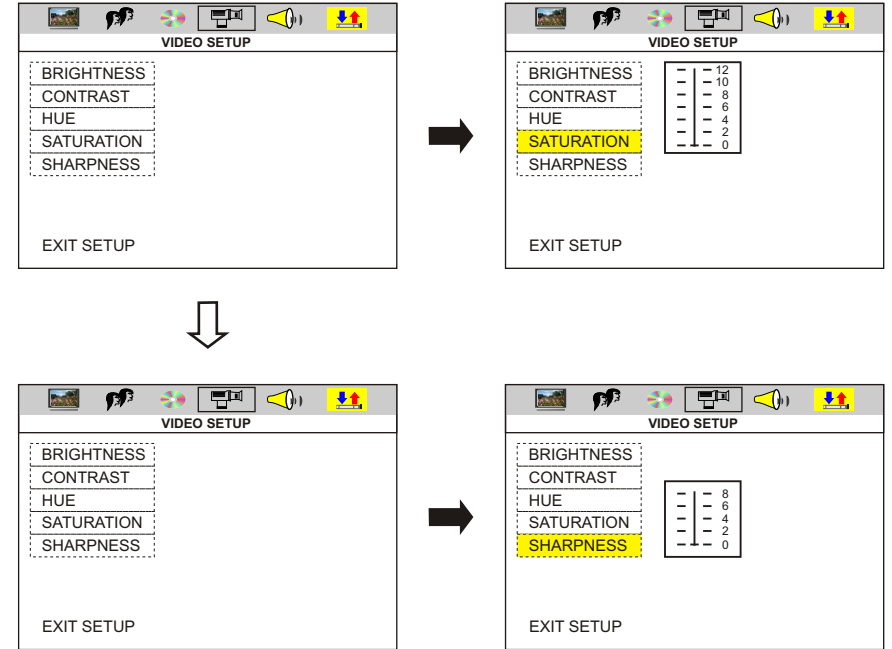 VIDEO SETUP
BRIGHTNESS
CONTRAST
HUE
SATURATION
SHARPNESS
EXIT SETUP
VIDEO SETUP
BRIGHTNESS
CONTRAST
HUE
SATURATION
SHARPNESS
12
10
8
6
4
2
0
EXIT SETUP
VIDEO SETUP
BRIGHTNESS
CONTRAST
HUE
SATURATION
SHARPNESS
EXIT SETUP
VIDEO SETUP
BRIGHTNESS
CONTRAST
HUE
SATURATION
SHARPNESS
8
6
4
2
0
EXIT SETUP